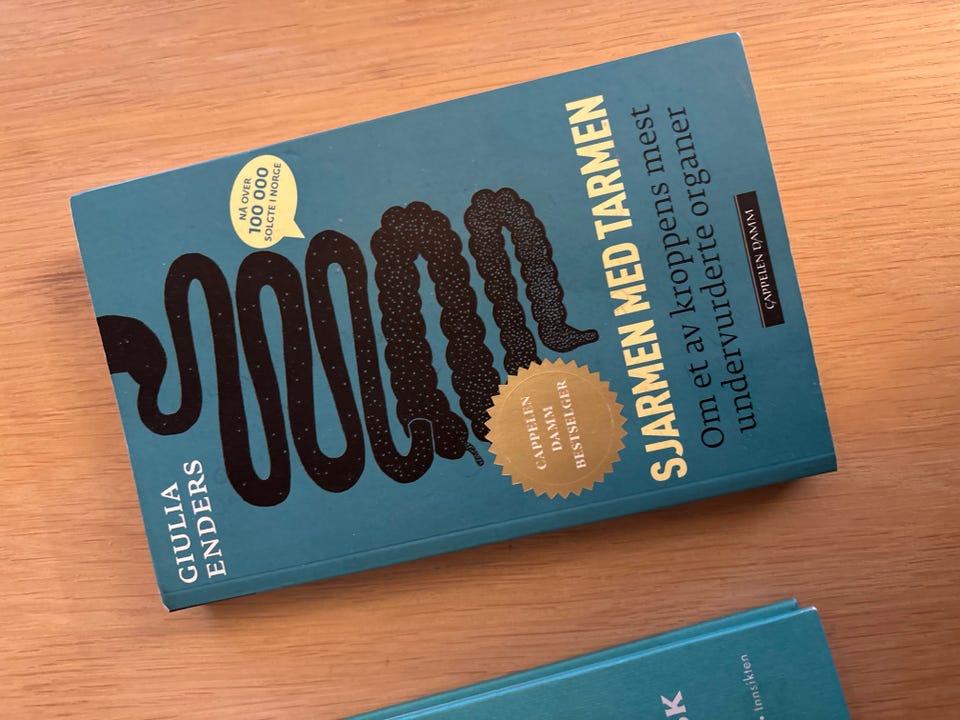 GIULIA
ENDERS
NÅ OVER
100 000
SOLGTE I NORGE
CAPPELEN
DAMM
BESTSELGER
SJARMEN MED TARMEN
Om et av kroppens mest
undervurderte organer
CAPPELEN DAMM
SK
Innsikten